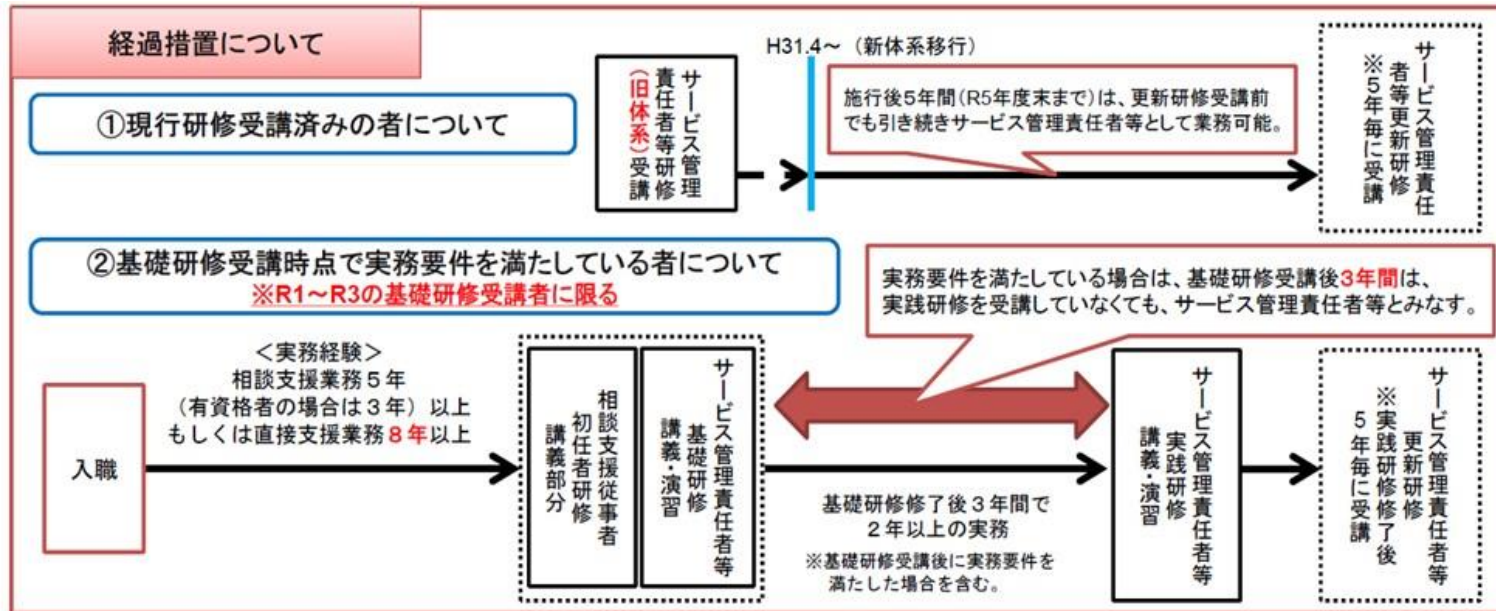 経過措置について
①現行研修受講済みの者について
サービス管理
責任者等研修
(旧体系)受講
H31.4～（新体系移行）
施行後5年間(R5年度末まで)は、更新研修受講前
でも引き続きサービス管理責任者等として業務可能。
サービス管理責任
者等更新研修
※5年毎に受講
②基礎研修受講時点で実務要件を満たしている者について
※R1～R3の基礎研修受講者に限る
実務要件を満たしている場合は、基礎研修受講後3年間は、
実践研修を受講していなくても、サービス管理責任者等とみなす。
入職
＜実務経験＞
相談支援業務５年
（有資格者の場合は３年）以上
もしくは直接支援業務８年以上
相談支援従事者
初任者研修
講義部分
サービス管理責任者等
基礎研修
講義・演習
基礎研修修了後３年間で
２年以上の実務
※基礎研修受講後に実務要件を
満たした場合を含む。
サービス管理責任者等
実践研修
講義・演習
サービス管理責任者等
更新研修
※実践研修修了後
５年毎に受講